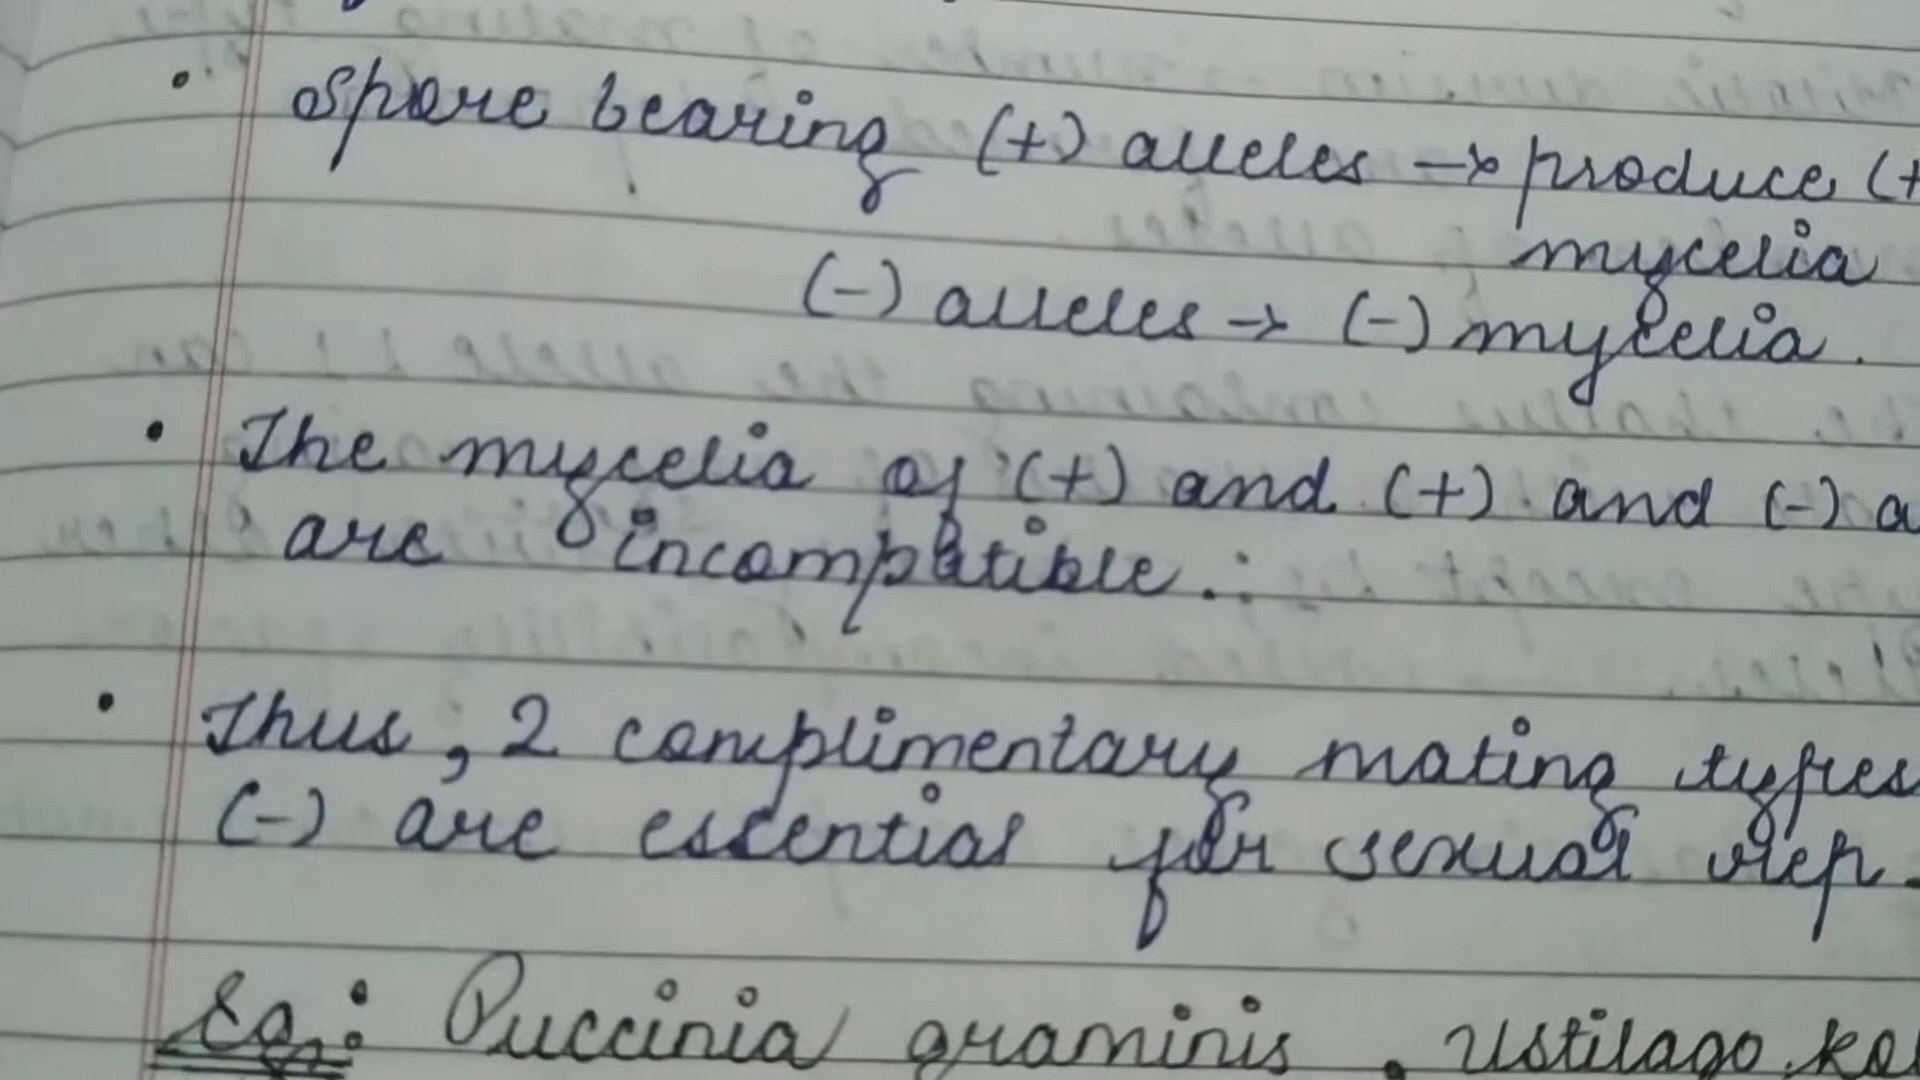 • Spore bearing (+) alleles → produce (+
mycelia
(-) alleles → (-) mycelia.
• The mycelia of (+) and (+) and (-) a
are incompatible.
• Thus, 2 complimentary mating types
(-) are essential for sexual rep.
Eg: Puccinia graminis, Ustilago